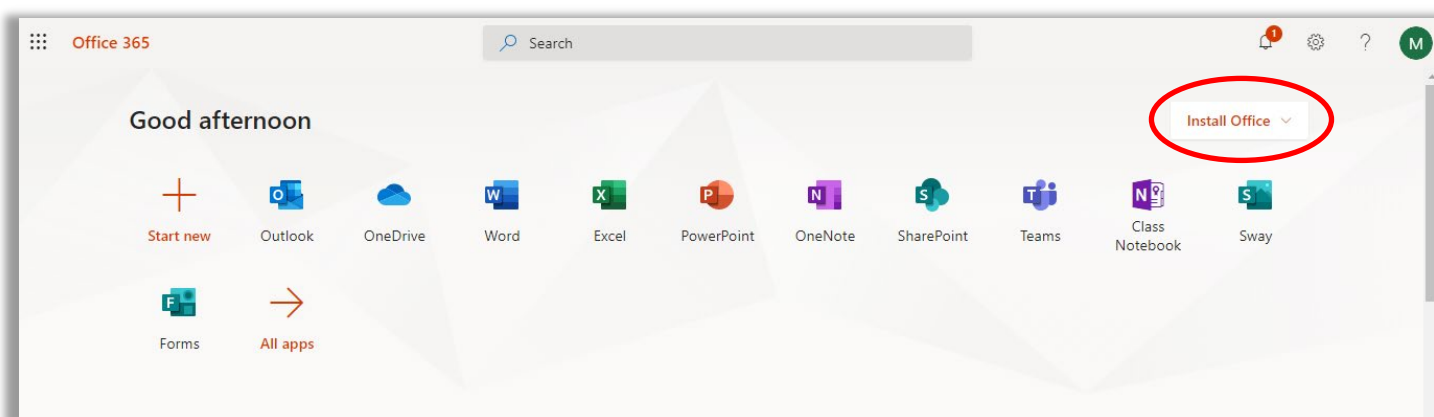 Office 365
Search
1
?
M
Good afternoon
Install Office
Start new
O
Outlook
OneDrive
W
Word
X
Excel
P
PowerPoint
N
OneNote
S
SharePoint
T
Teams
N
Class
Notebook
S
Sway
F
Forms
All apps